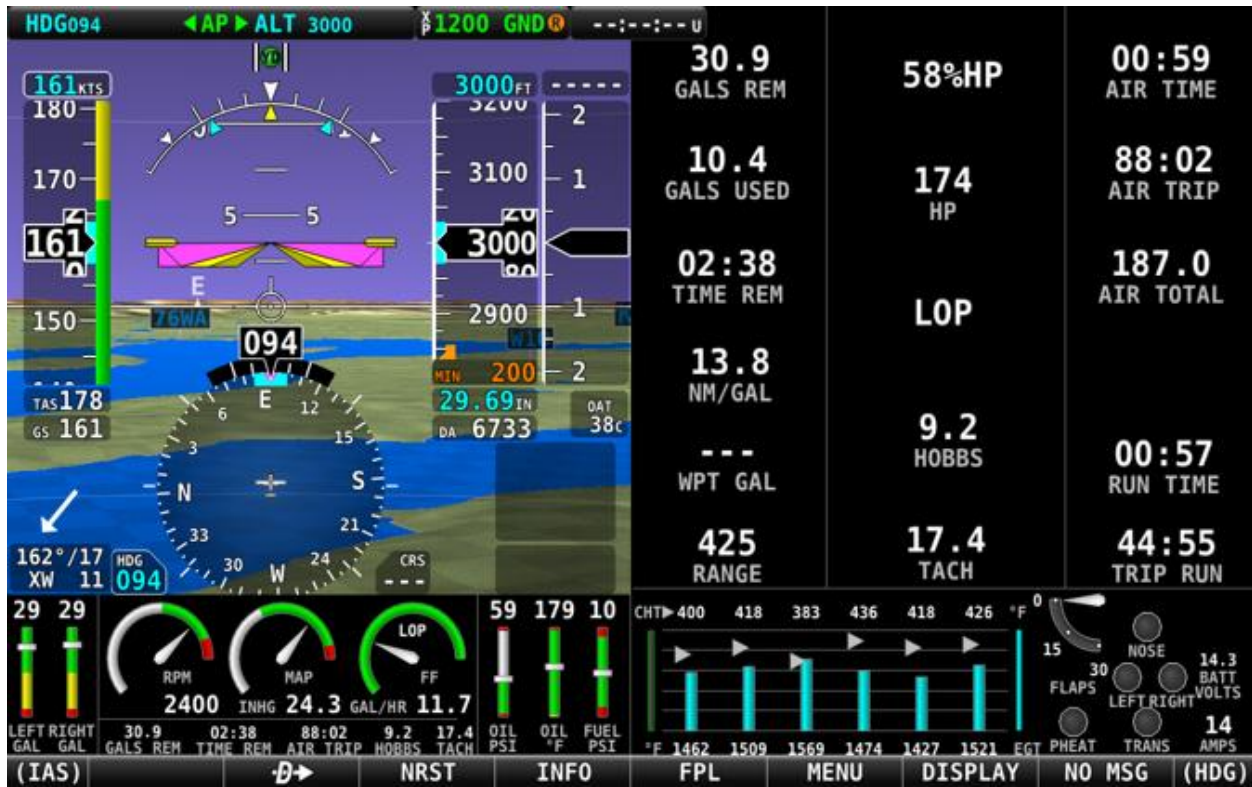 HDG094 AP ALT 3000 XP 1200 GND R --:--:-- U
161KTS
180
170
161
150
TAS178
GS 161
5 5
E
76WA
094
3000FT -----
3200
3100
20
3000
80
2900
MIN 200
29.69IN
DA 6733
OAT
38C
2
1
1
2
N 3 6 E 12 15 S 21 24 W 30 33
162°/17
XW 11
HDG
094
CRS
---
30.9
GALS REM
10.4
GALS USED
02:38
TIME REM
13.8
NM/GAL
---
WPT GAL
425
RANGE
58%HP
174
HP
LOP
9.2
HOBBS
17.4
TACH
00:59
AIR TIME
88:02
AIR TRIP
187.0
AIR TOTAL
00:57
RUN TIME
44:55
TRIP RUN
29 29
LEFT RIGHT
GAL GAL
RPM
2400
MAP
INHG 24.3
LOP
FF
GAL/HR 11.7
30.9 02:38 88:02 9.2 17.4
GALS REM TIME REM AIR TRIP HOBBS TACH
59 179 10
OIL OIL FUEL
PSI °F PSI
CHT 400 418 383 436 418 426 °F
°F 1462 1509 1569 1474 1427 1521 EGT
0
15
30
FLAPS
NOSE
LEFT RIGHT
PHEAT TRANS
14.3
BATT
VOLTS
14
AMPS
(IAS) D NRST INFO FPL MENU DISPLAY NO MSG (HDG)